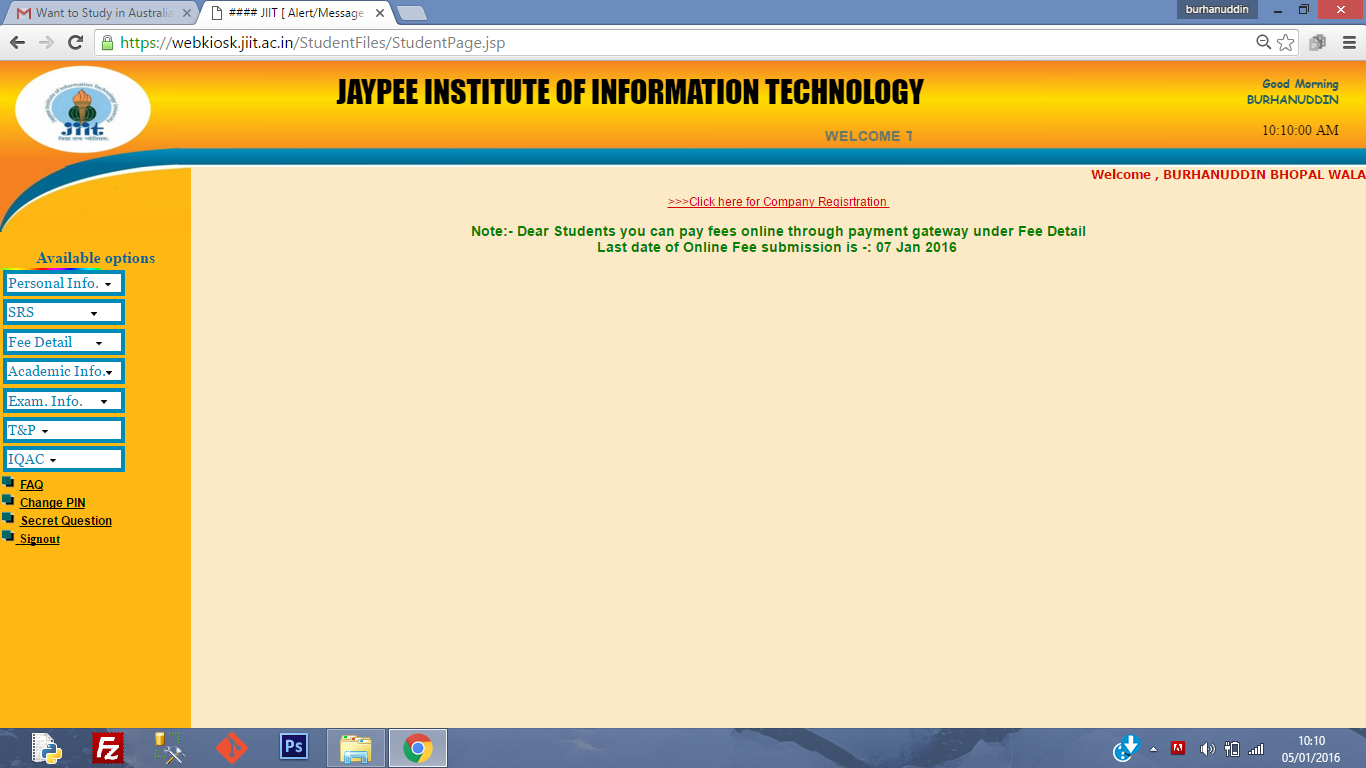 Want to Study in Australia
#### JIIT [ Alert/Message
burhanuddin
https://webkiosk.jiit.ac.in/StudentFiles/StudentPage.jsp
jiit
JAYPEE INSTITUTE OF INFORMATION TECHNOLOGY
Good Morning
BURHANUDDIN
WELCOME T
10:10:00 AM
Welcome , BURHANUDDIN BHOPAL WALA
>>>Click here for Company Regisrtration
Note:- Dear Students you can pay fees online through payment gateway under Fee Detail
Last date of Online Fee submission is -: 07 Jan 2016
Available options
Personal Info.
SRS
Fee Detail
Academic Info.
Exam. Info.
T&P
IQAC
FAQ
Change PIN
Secret Question
Signout
Fz
Ps
10:10
05/01/2016